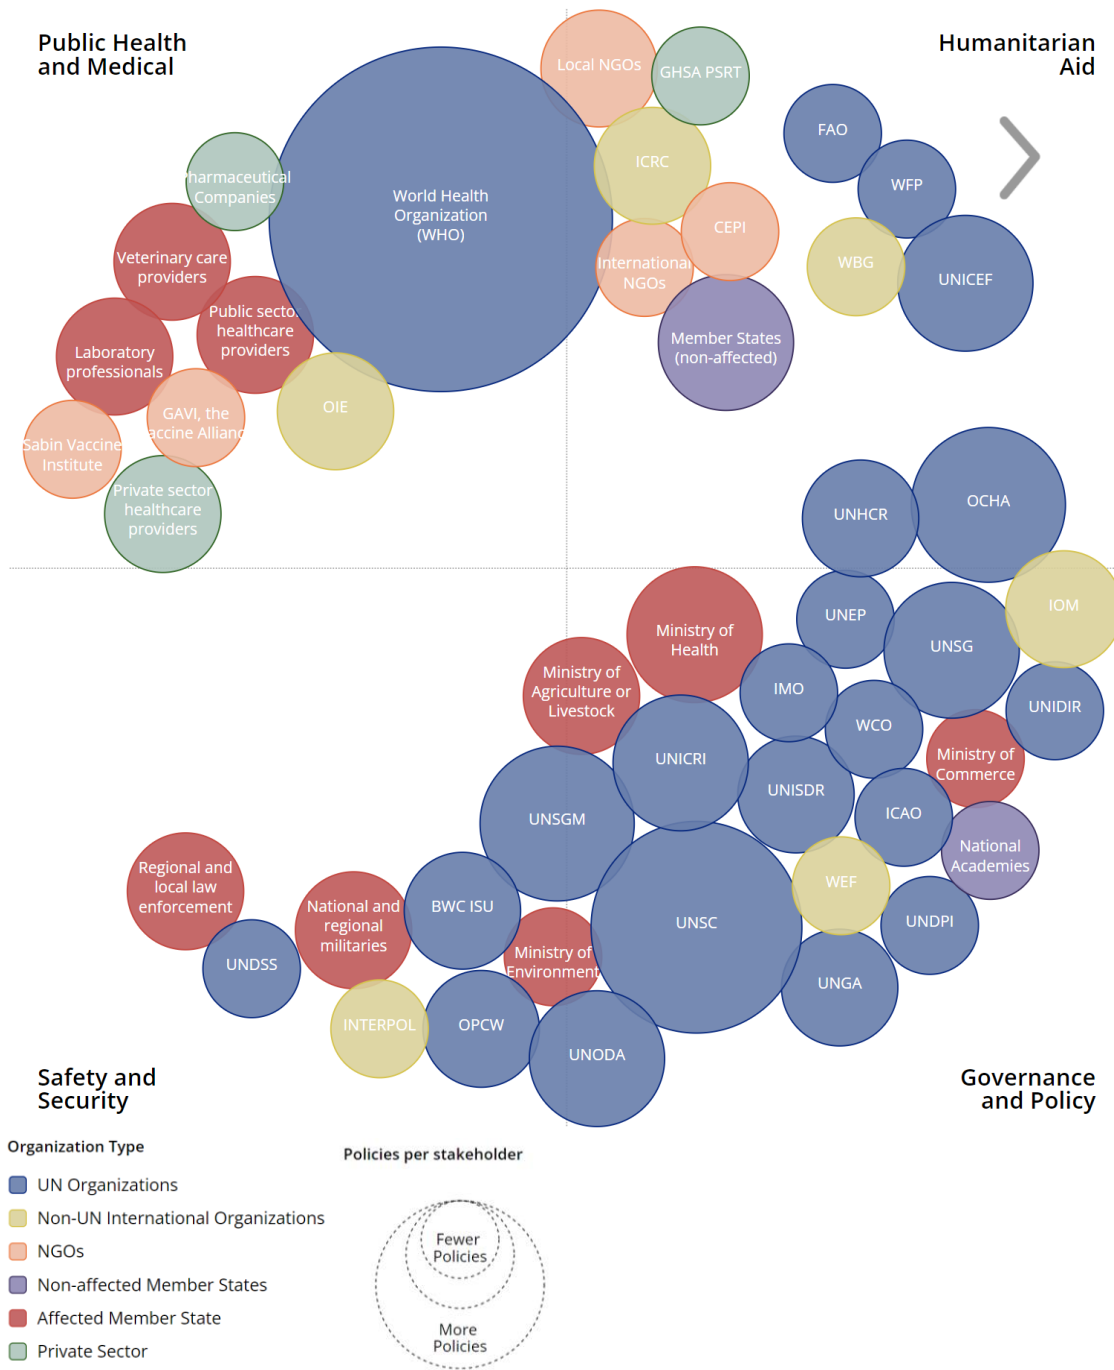 Public Health
and Medical
Humanitarian
Aid
Local NGOs
GHSA PSRT
FAO
ICRC
WFP
Pharmaceutical
Companies
World Health
Organization
(WHO)
CEPI
Veterinary care
providers
International
NGOs
WBG
UNICEF
Public sector
healthcare
providers
Member States
(non-affected)
Laboratory
professionals
OIE
GAVI, the
Vaccine Alliance
Sabin Vaccine
Institute
Private sector
healthcare
providers
OCHA
UNHCR
IOM
UNEP
Ministry of
Health
UNSG
Ministry of
Agriculture or
Livestock
IMO
UNIDIR
WCO
UNICRI
Ministry of
Commerce
UNISDR
UNSGM
ICAO
National
Academies
Regional and
local law
enforcement
WEF
National and
regional
militaries
BWC ISU
UNSC
UNDPI
UNDSS
Ministry of
Environment
UNGA
INTERPOL
OPCW
UNODA
Safety and
Security
Governance
and Policy
Organization Type
UN Organizations
Non-UN International Organizations
NGOs
Non-affected Member States
Affected Member State
Private Sector
Policies per stakeholder
Fewer
Policies
More
Policies